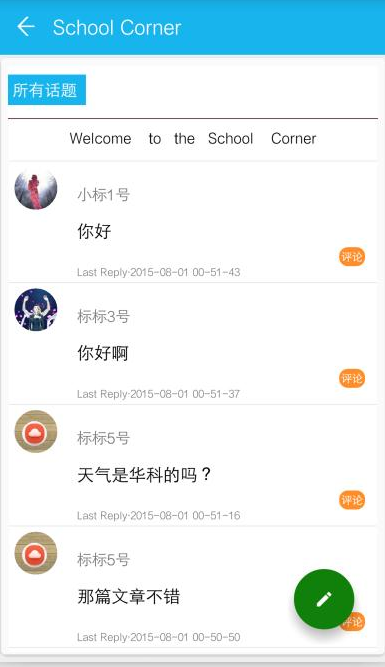 School Corner
所有话题
Welcome to the School Corner
小标1号
你好
评论
Last Reply·2015-08-01 00-51-43
标标3号
你好啊
评论
Last Reply·2015-08-01 00-51-37
标标5号
天气是华科的吗？
评论
Last Reply·2015-08-01 00-51-16
标标5号
那篇文章不错
评论
Last Reply·2015-08-01 00-50-50